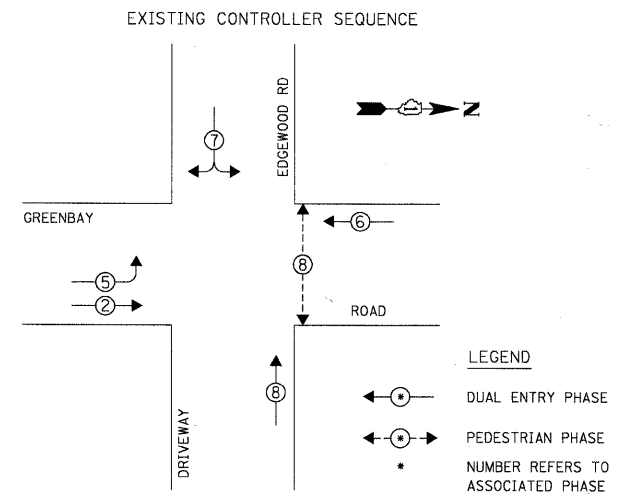 EXISTING CONTROLLER SEQUENCE
EDGEWOOD RD
N
7
GREENBAY
6
8
5
2
ROAD
LEGEND
8
* DUAL ENTRY PHASE
* PEDESTRIAN PHASE
* NUMBER REFERS TO
ASSOCIATED PHASE
DRIVEWAY